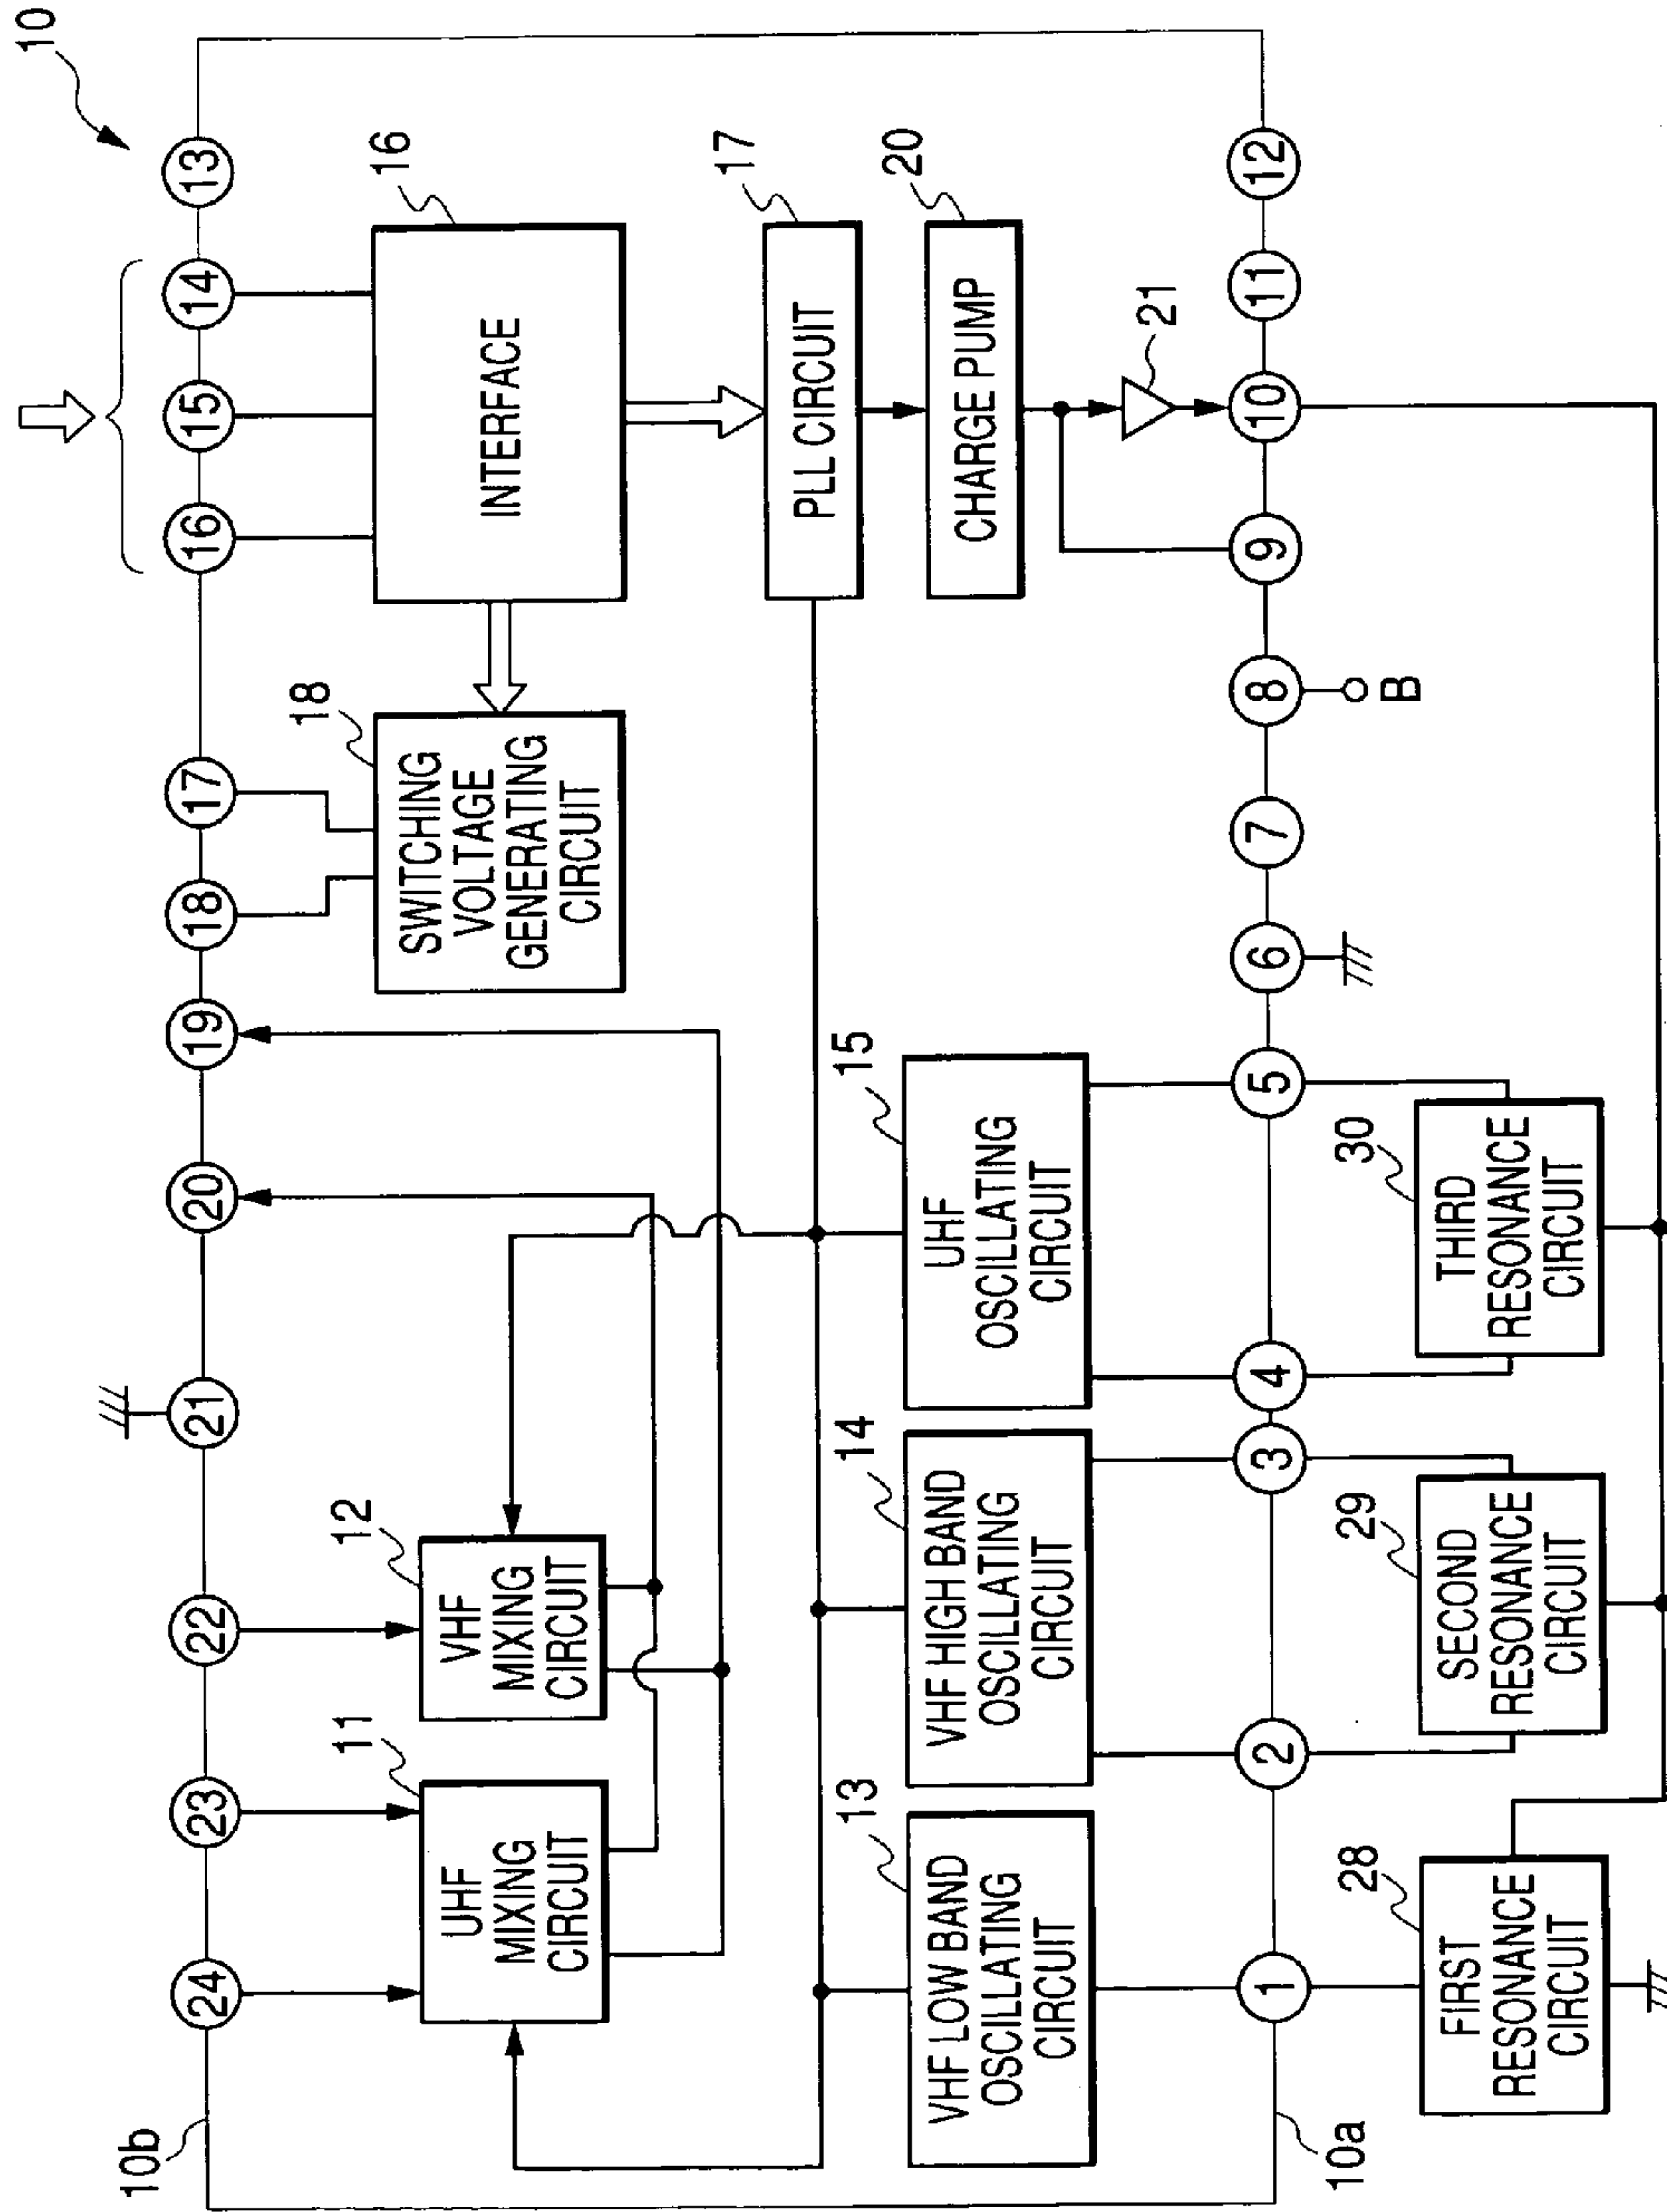 10
10b
24
23
22
21
20
19
18
17
16
15
14
13
11
UHF
MIXING
CIRCUIT
12
VHF
MIXING
CIRCUIT
18
SWITCHING
VOLTAGE
GENERATING
CIRCUIT
16
INTERFACE
17
PLL CIRCUIT
20
CHARGE PUMP
21
13
VHF LOW BAND
OSCILLATING
CIRCUIT
14
VHF HIGH BAND
OSCILLATING
CIRCUIT
15
UHF
OSCILLATING
CIRCUIT
10a
1
2
3
4
5
6
7
8
9
10
11
12
B
28
FIRST
RESONANCE
CIRCUIT
29
SECOND
RESONANCE
CIRCUIT
30
THIRD
RESONANCE
CIRCUIT